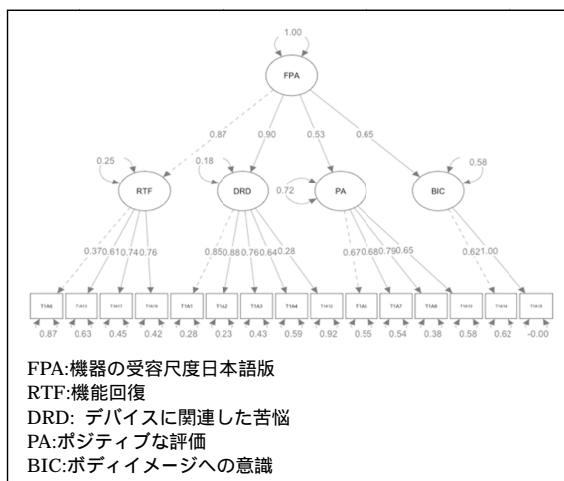 1.00
FPA
0.87 0.90 0.53 0.65
0.25 0.18 0.72 0.58
RTF DRD PA BIC
0.37 0.61 0.74 0.76 0.85 0.88 0.76 0.64 0.28 0.67 0.68 0.79 0.65 0.62 1.00
T1A1 T1A3 T1A4 T1A7
0.87 0.63 0.45 0.42 0.28 0.23 0.43 0.59 0.92 0.55 0.54 0.38 0.58 0.62 -0.00
FPA:機器の受容尺度日本語版
RTF:機能回復
DRD: デバイスに関連した苦悩
PA:ポジティブな評価
BIC:ボディイメージへの意識